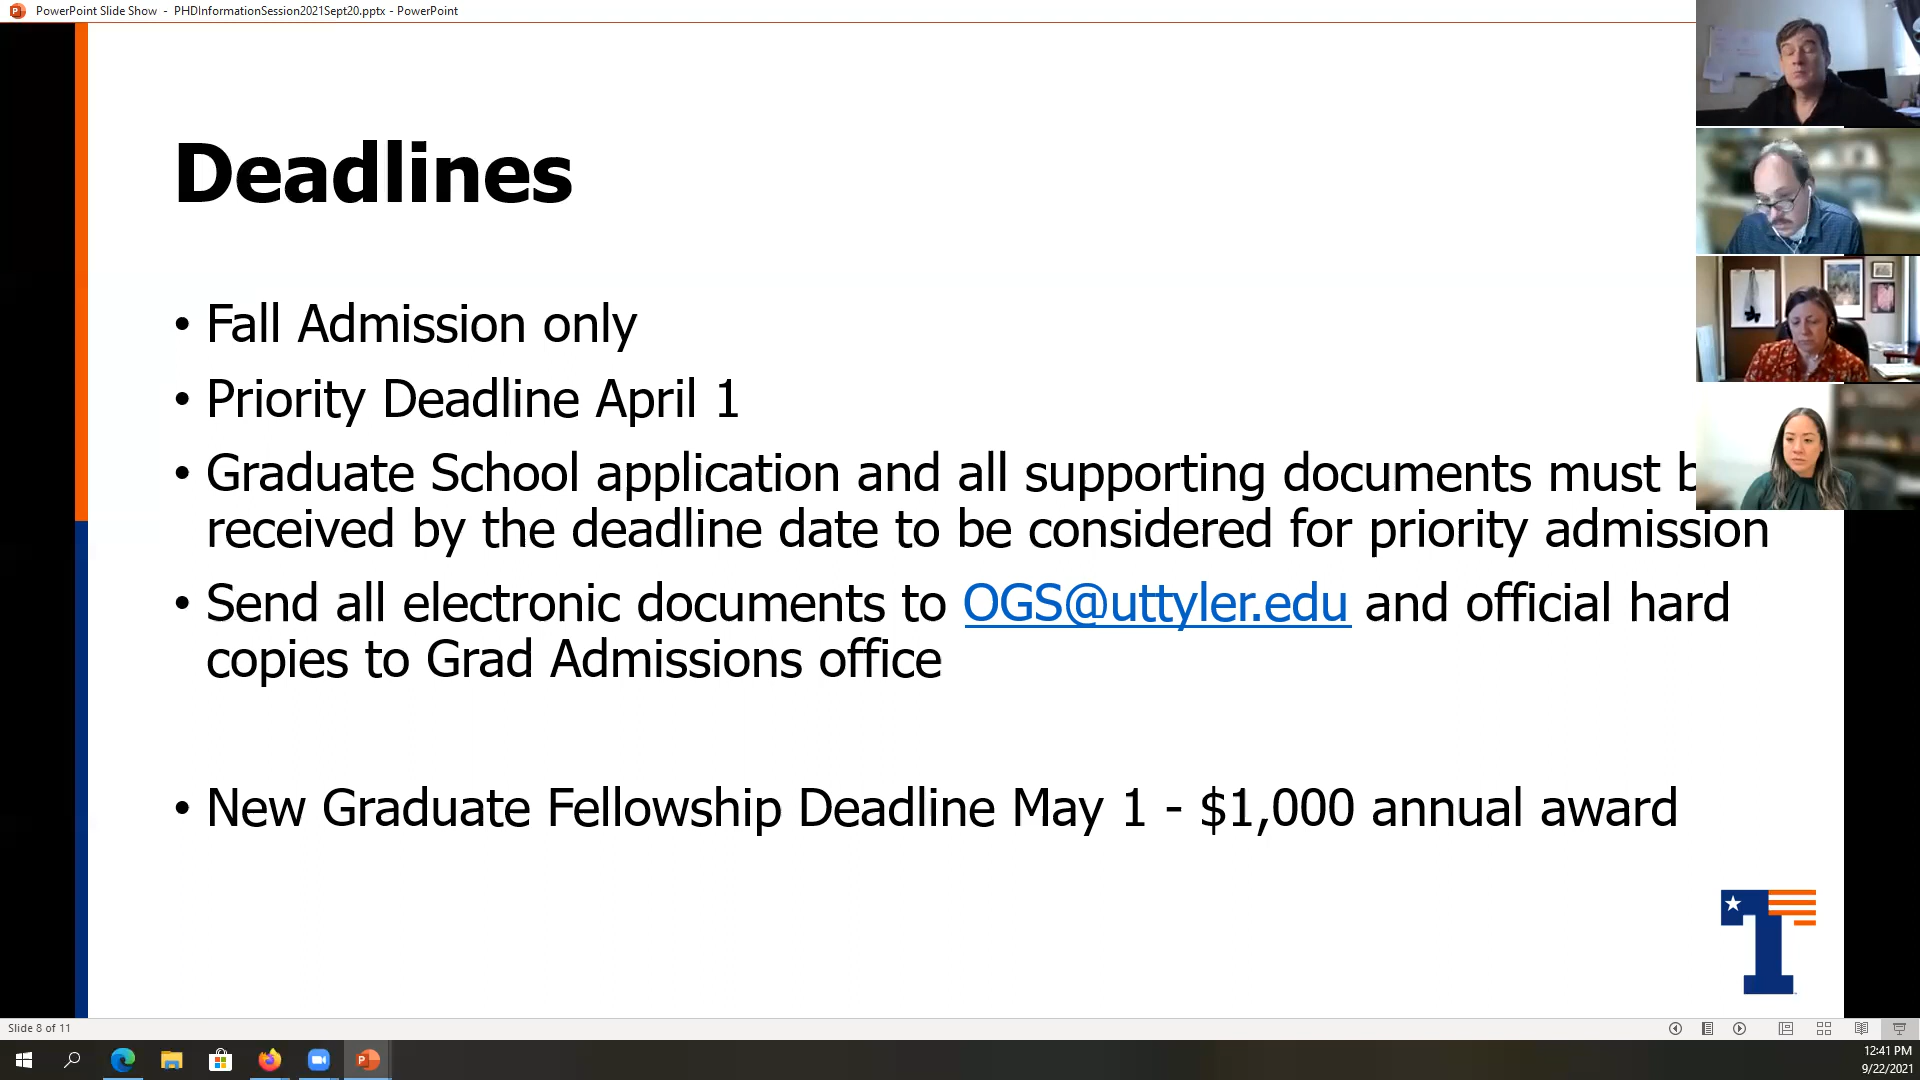 PowerPoint Slide Show - PHDInformationSession2021Sept20.pptx - PowerPoint
Deadlines
• Fall Admission only
• Priority Deadline April 1
• Graduate School application and all supporting documents must b
received by the deadline date to be considered for priority admission
• Send all electronic documents to OGS@uttyler.edu and official hard
copies to Grad Admissions office
• New Graduate Fellowship Deadline May 1 - $1,000 annual award
Slide 8 of 11
12:41 PM
9/22/2021